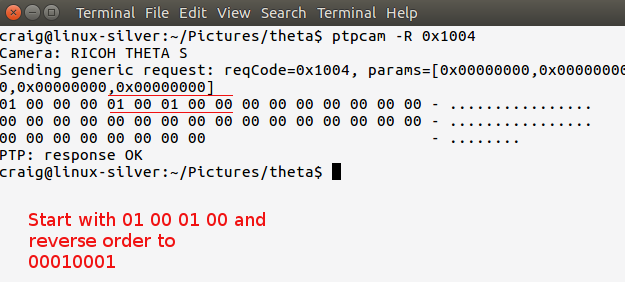 Terminal Terminal File Edit View Search Terminal Help
craig@linux-silver:~/Pictures/theta$ ptpcam -R 0x1004
Camera: RICOH THETA S
Sending generic request: reqCode=0x1004, params=[0x00000000,0x0000000
0,0x00000000,0x00000000]
01 00 00 00 01 00 01 00 00 00 00 00 00 00 00 00 - ................
00 00 00 00 00 00 00 00 00 00 00 00 00 00 00 00 - ................
00 00 00 00 00 00 00 00 - ........
PTP: response OK
craig@linux-silver:~/Pictures/theta$
Start with 01 00 01 00 and
reverse order to
00010001